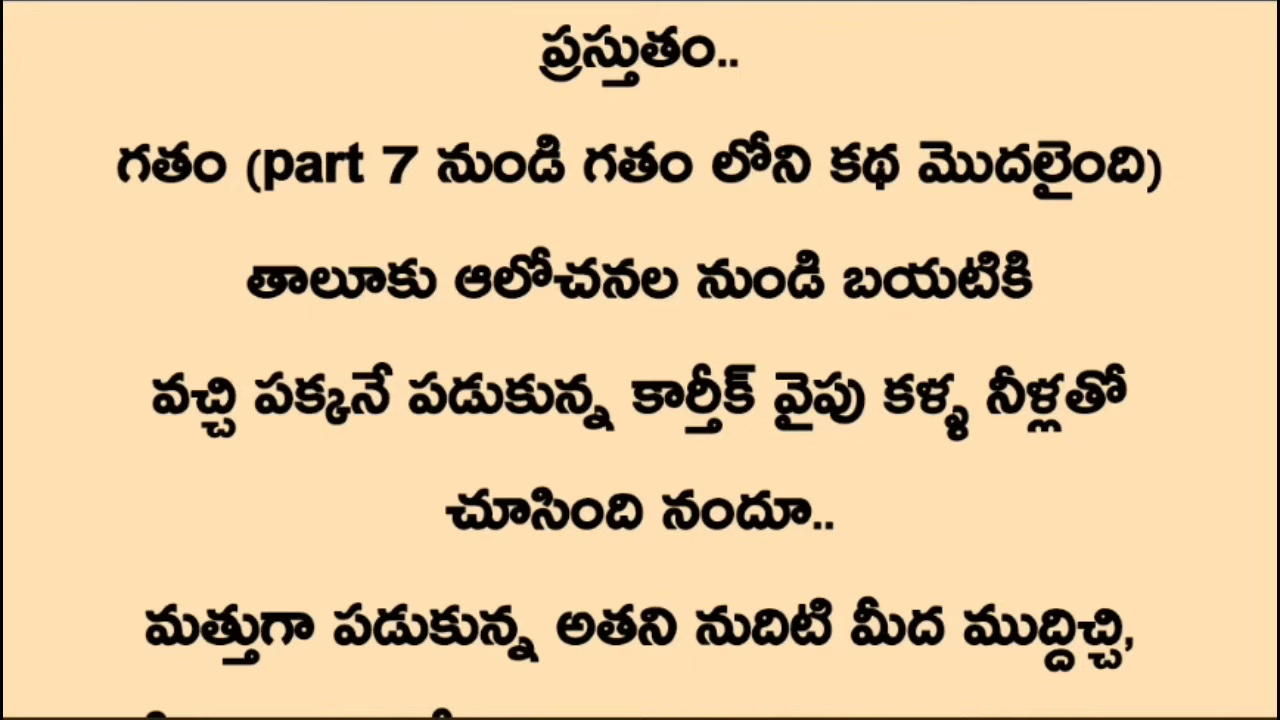 ప్రస్తుతం..
గతం (part 7 నుండి గతం లోని కథ మొదలైంది)
తాలూకు ఆలోచనల నుండి బయటికి
వచ్చి పక్కనే పడుకున్న కార్తీక్ వైపు కళ్ళ నీళ్లతో
చూసింది నందూ..
మత్తుగా పడుకున్న అతని నుదిటి మీద ముద్దిచ్చి,